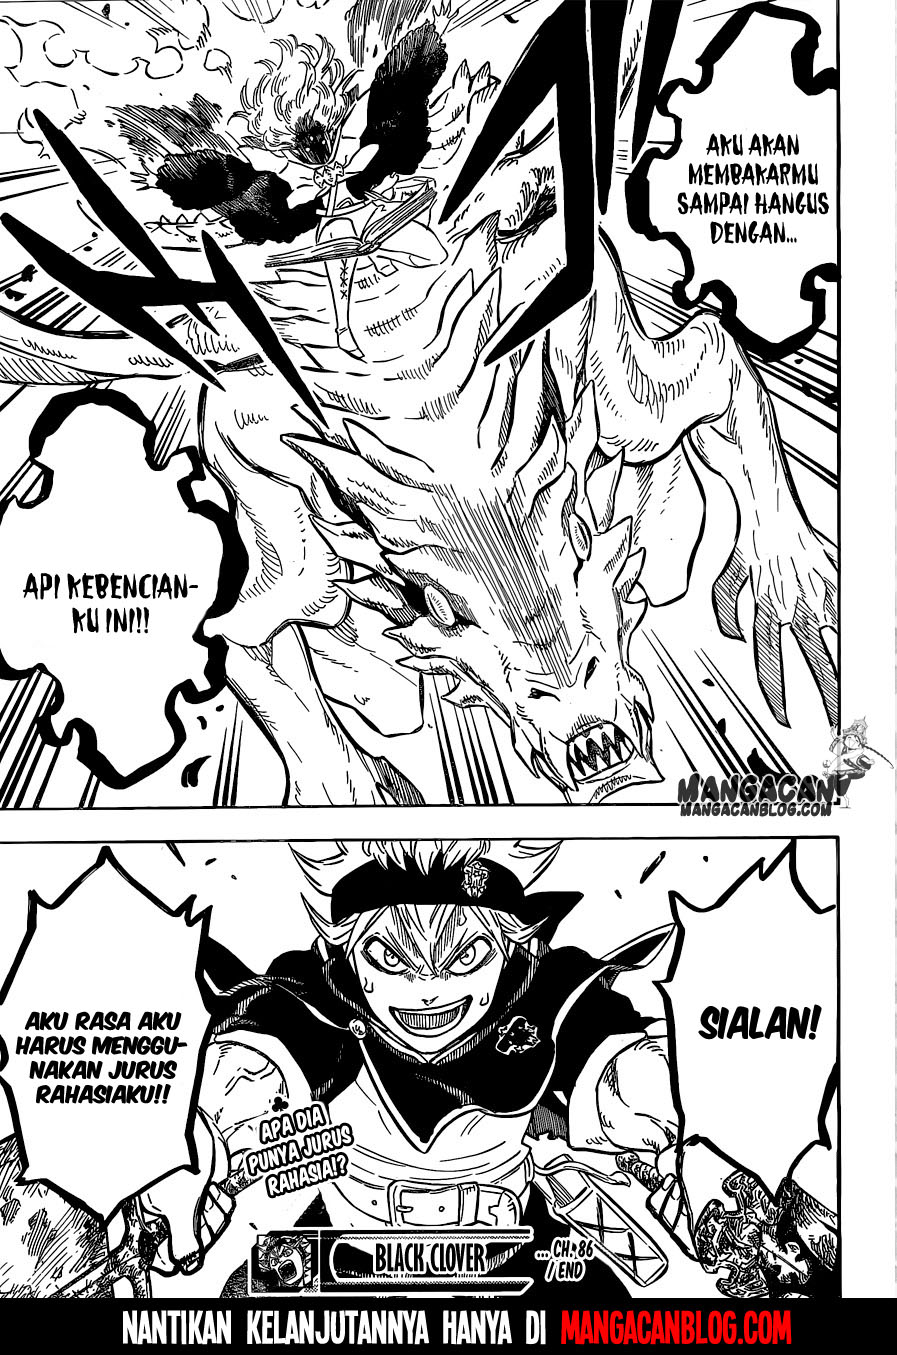 AKU AKAN
MEMBAKARMU
SAMPAI HANGUS
DENGAN...
API KEBENCIAN-
KU INI!!
MANGACAN
MANGACANBLOG.COM
SIALAN!
AKU RASA AKU
HARUS MENGGU-
NAKAN JURUS
RAHASIAKU!!
APA DIA
PUNYA JURUS
RAHASIA!?
BLACK CLOVER
... CH. 86
/ END
NANTIKAN KELANJUTANNYA HANYA DI MANGACANBLOG.COM